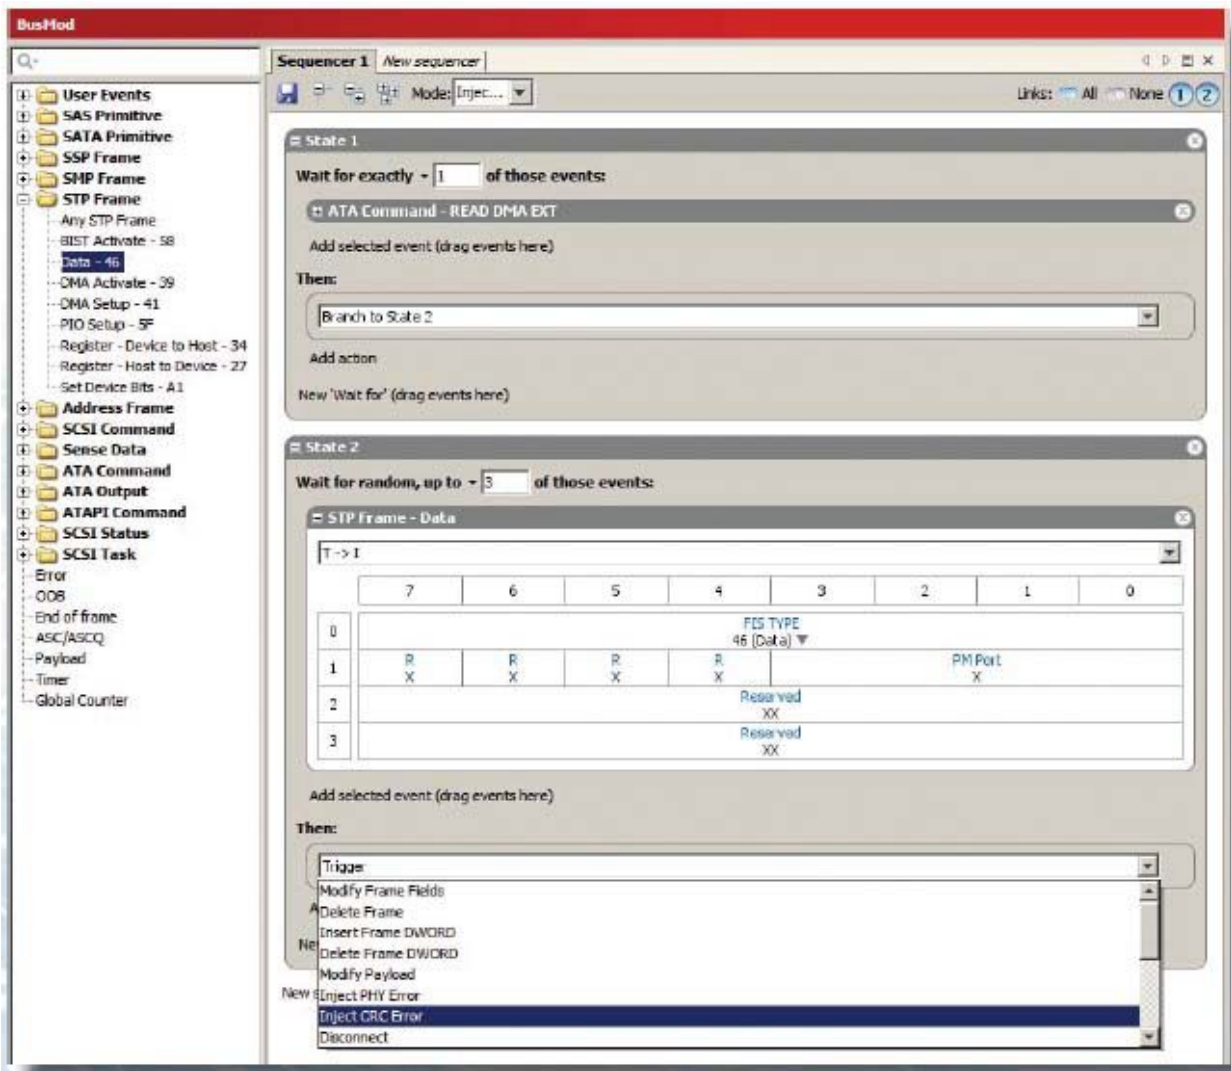 BusMod
Sequencer 1 New sequencer
Mode: Injec... Links: All None 1 2
User Events
SAS Primitive
SATA Primitive
SSP Frame
SMP Frame
STP Frame
Any STP Frame
BIST Activate - 58
Data - 46
DMA Activate - 39
DMA Setup - 41
PIO Setup - 5F
Register - Device to Host - 34
Register - Host to Device - 27
Set Device Bits - A1
Address Frame
SCSI Command
Sense Data
ATA Command
ATA Output
ATAPI Command
SCSI Status
SCSI Task
Error
OOB
End of frame
ASC/ASCQ
Payload
Timer
Global Counter
State 1
Wait for exactly 1 of those events:
ATA Command - READ DMA EXT
Add selected event (drag events here)
Then:
Branch to State 2
Add action
New 'Wait for' (drag events here)
State 2
Wait for random, up to 3 of those events:
STP Frame - Data
T -> I
7 6 5 4 3 2 1 0
0 FIS TYPE
46 (Data)
1 R R R R PM Port
X X X X X
2 Reserved
XX
3 Reserved
XX
Add selected event (drag events here)
Then:
Trigger
Modify Frame Fields
Delete Frame
Insert Frame DWORD
Delete Frame DWORD
Modify Payload
Inject PHY Error
Inject CRC Error
Disconnect
New